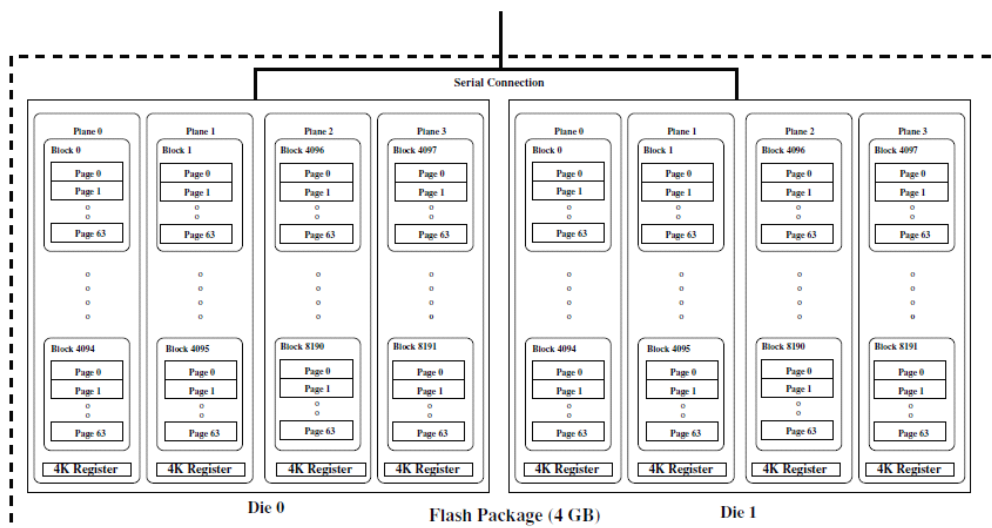 Serial Connection
Plane 0 Plane 1 Plane 2 Plane 3 Plane 0 Plane 1 Plane 2 Plane 3
Block 0 Block 1 Block 4096 Block 4097 Block 0 Block 1 Block 4096 Block 4097
Page 0 Page 0 Page 0 Page 0 Page 0 Page 0 Page 0 Page 0
Page 1 Page 1 Page 1 Page 1 Page 1 Page 1 Page 1 Page 1
Page 63 Page 63 Page 63 Page 63 Page 63 Page 63 Page 63 Page 63
Block 4094 Block 4095 Block 8190 Block 8191 Block 4094 Block 4095 Block 8190 Block 8191
Page 0 Page 0 Page 0 Page 0 Page 0 Page 0 Page 0 Page 0
Page 1 Page 1 Page 1 Page 1 Page 1 Page 1 Page 1 Page 1
Page 63 Page 63 Page 63 Page 63 Page 63 Page 63 Page 63 Page 63
4K Register 4K Register 4K Register 4K Register 4K Register 4K Register 4K Register 4K Register
Die 0 Flash Package (4 GB) Die 1